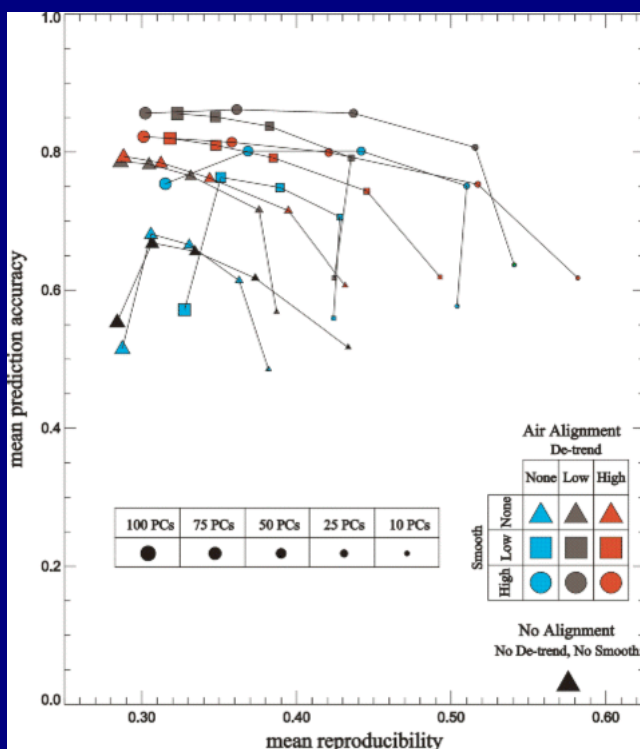 1.0
0.8
0.6
0.4
0.2
0.0
mean prediction accuracy
0.30 0.40 0.50 0.60
mean reproducibility
100 PCs 75 PCs 50 PCs 25 PCs 10 PCs
Air Alignment
De-trend
None Low High
Smooth
None
Low
High
No Alignment
No De-trend, No Smooth